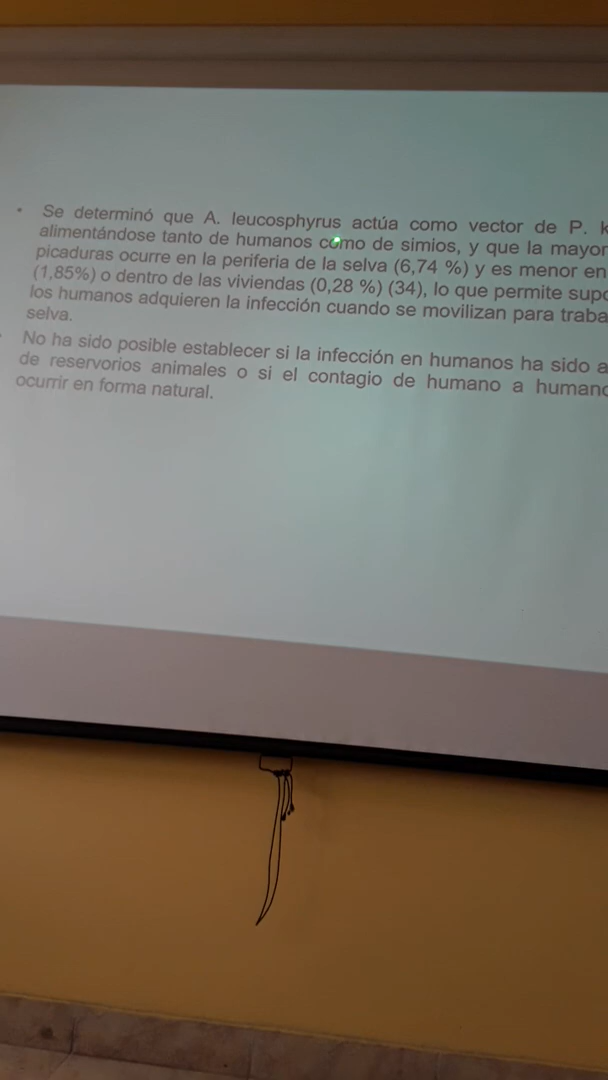 • Se determinó que A. leucosphyrus actúa como vector de P. k
alimentándose tanto de humanos como de simios, y que la mayor
picaduras ocurre en la periferia de la selva (6,74 %) y es menor en
(1,85%) o dentro de las viviendas (0,28 %) (34), lo que permite supo
los humanos adquieren la infección cuando se movilizan para traba
selva.
No ha sido posible establecer si la infección en humanos ha sido a
de reservorios animales o si el contagio de humano a humano
ocurrir en forma natural.